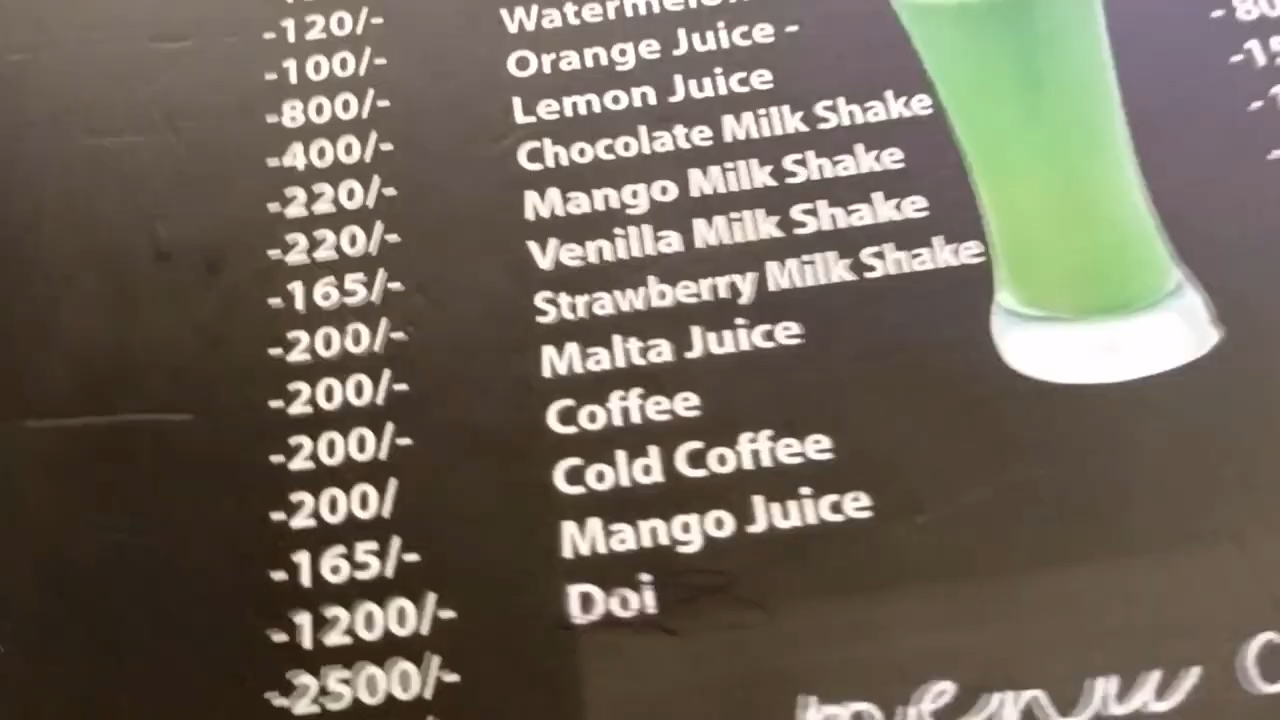 -120/-
-100/-
-800/-
-400/-
-220/-
-220/-
-165/-
-200/-
-200/-
-200/-
-200/
-165/-
-1200/-
-2500/-
Orange Juice -
Lemon Juice
Chocolate Milk Shake
Mango Milk Shake
Venilla Milk Shake
Strawberry Milk Shake
Malta Juice
Coffee
Cold Coffee
Mango Juice
Doi
menu